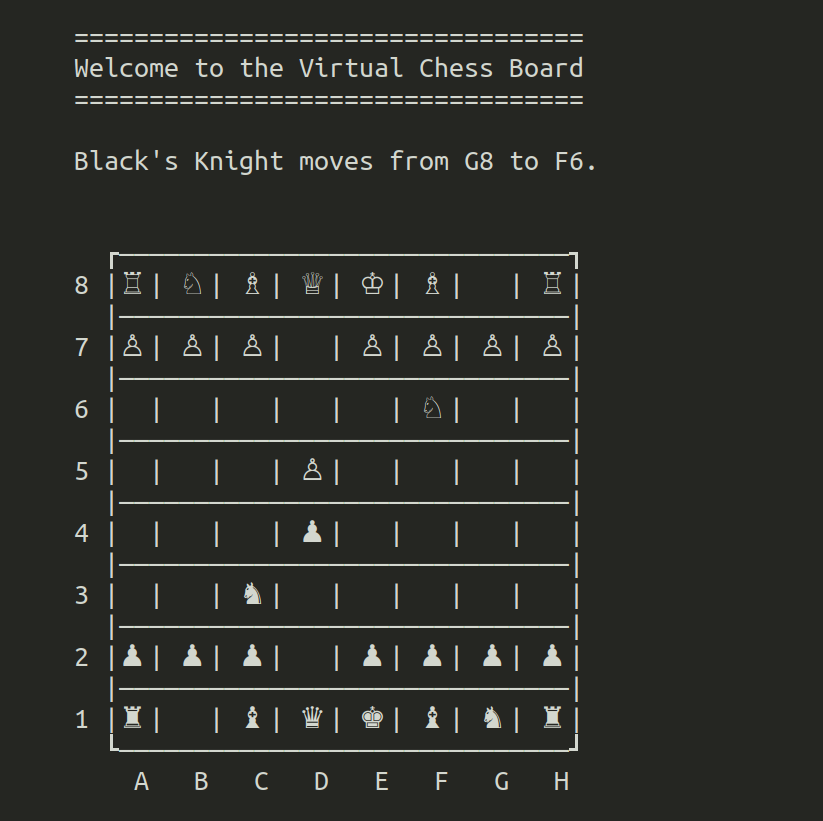 ==================================
Welcome to the Virtual Chess Board
==================================
Black's Knight moves from G8 to F6.
8 |♖| ♘| ♗| ♕| ♔| ♗|  | ♖|
7 |♙| ♙| ♙|  | ♙| ♙| ♙| ♙|
6 | |  |  |  |  | ♘|  |  |
5 | |  |  | ♙|  |  |  |  |
4 | |  |  | ♟|  |  |  |  |
3 | |  | ♞|  |  |  |  |  |
2 |♟| ♟| ♟|  | ♟| ♟| ♟| ♟|
1 |♜|  | ♝| ♛| ♚| ♝| ♞| ♜|
A B C D E F G H